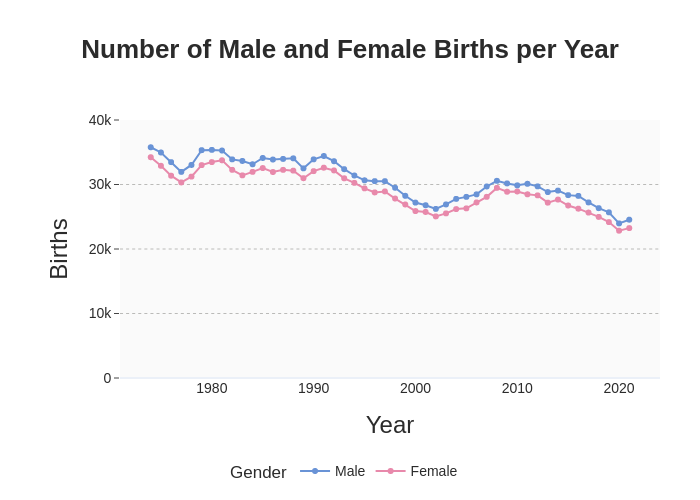 Number of Male and Female Births per Year
40k
30k
20k
10k
0
Births
1980 1990 2000 2010 2020
Year
Gender Male Female